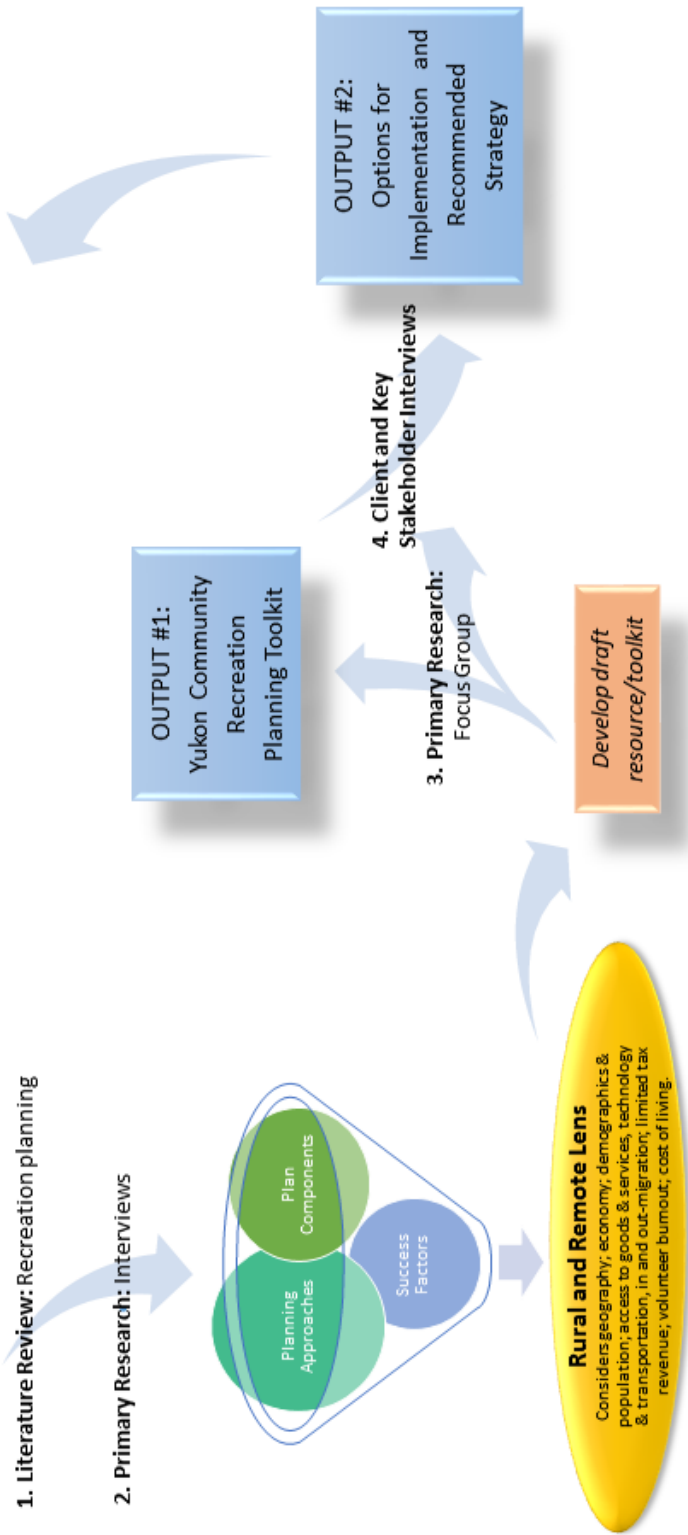 1. Literature Review: Recreation planning
2. Primary Research: Interviews
Planning
Approaches
Plan
Components
Success
Factors
Rural and Remote Lens
Considers geography; economy; demographics &
population; access to goods & services, technology
& transportation, in and out-migration; limited tax
revenue; volunteer burnout; cost of living.
Develop draft
resource/toolkit
3. Primary Research:
Focus Group
OUTPUT #1:
Yukon Community
Recreation
Planning Toolkit
4. Client and Key
Stakeholder Interviews
OUTPUT #2:
Options for
Implementation and
Recommended
Strategy